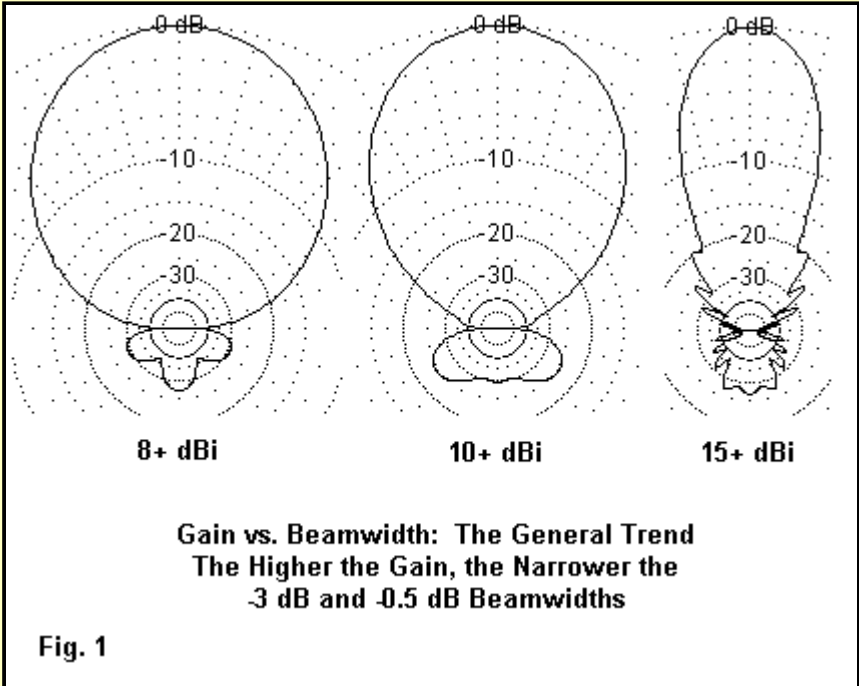 0 dB
-10
-20
-30
0 dB
-10
-20
-30
0 dB
-10
-20
-30
8+ dBi
10+ dBi
15+ dBi
Gain vs. Beamwidth: The General Trend
The Higher the Gain, the Narrower the
-3 dB and -0.5 dB Beamwidths
Fig. 1